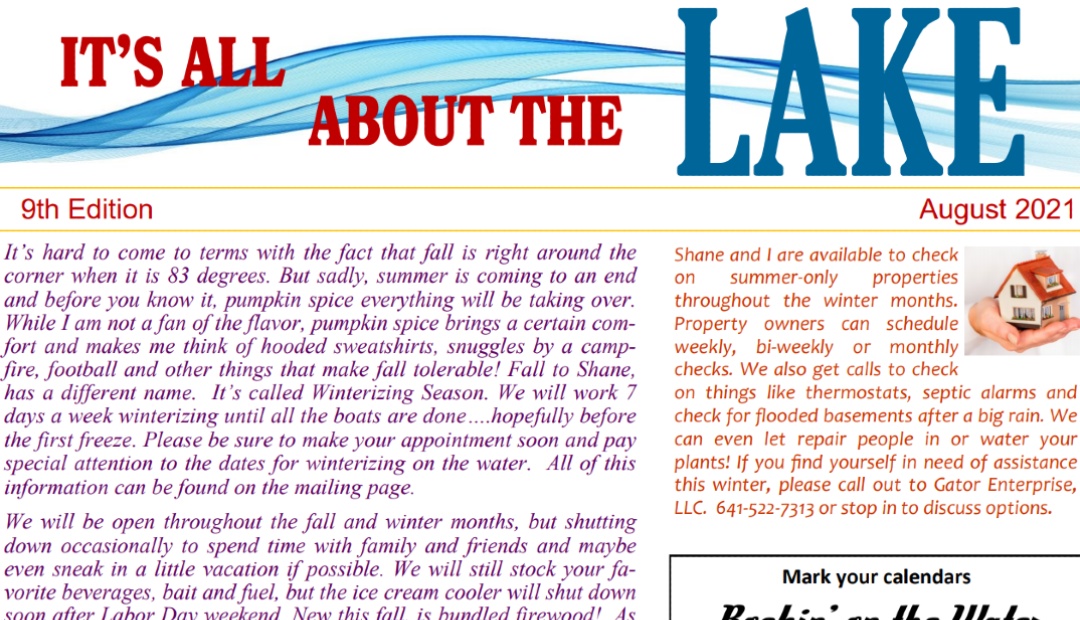 IT'S ALL
ABOUT THE
LAKE
9th Edition
August 2021
It's hard to come to terms with the fact that fall is right around the
corner when it is 83 degrees. But sadly, summer is coming to an end
and before you know it, pumpkin spice everything will be taking over.
While I am not a fan of the flavor, pumpkin spice brings a certain com-
fort and makes me think of hooded sweatshirts, snuggles by a camp-
fire, football and other things that make fall tolerable! Fall to Shane,
has a different name.  It's called Winterizing Season. We will work 7
days a week winterizing until all the boats are done....hopefully before
the first freeze. Please be sure to make your appointment soon and pay
special attention to the dates for winterizing on the water.  All of this
information can be found on the mailing page.
We will be open throughout the fall and winter months, but shutting
down occasionally to spend time with family and friends and maybe
even sneak in a little vacation if possible. We will still stock your fa-
vorite beverages, bait and fuel, but the ice cream cooler will shut down
soon after Labor Day weekend. New this fall, is bundled firewood!  As
Shane and I are available to check
on summer-only properties
throughout the winter months.
Property owners can schedule
weekly, bi-weekly or monthly
checks. We also get calls to check
on things like thermostats, septic alarms and
check for flooded basements after a big rain. We
can even let repair people in or water your
plants! If you find yourself in need of assistance
this winter, please call out to Gator Enterprise,
LLC.  641-522-7313 or stop in to discuss options.
Mark your calendars
Rockin' on the Water